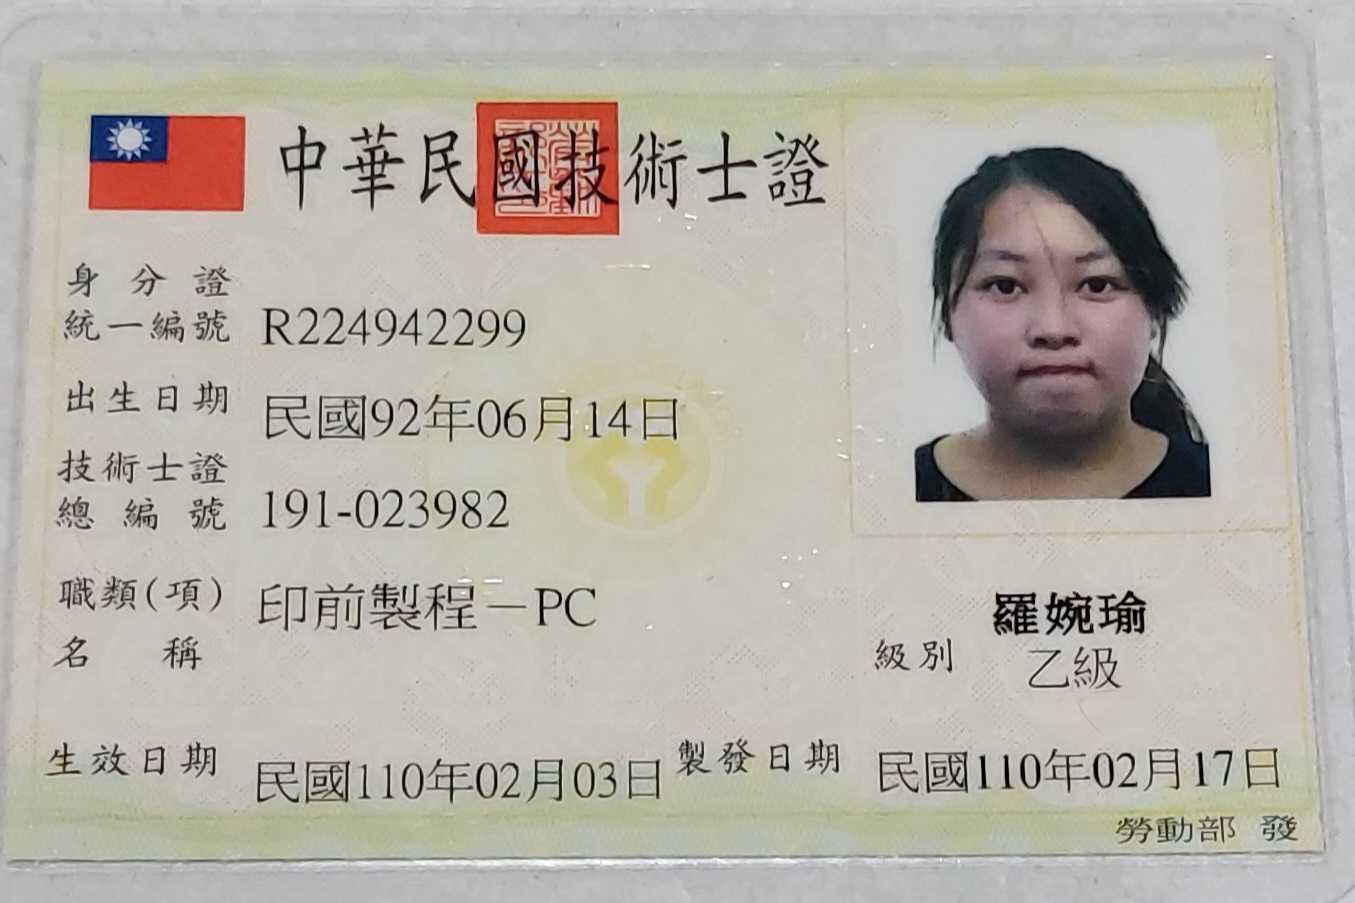 中華民國技術士證
身分證
統一編號 R224942299
出生日期 民國92年06月14日
技術士證
總編號 191-023982
職類(項) 印前製程－PC
名稱
羅婉瑜
級別 乙級
生效日期 民國110年02月03日 製發日期 民國110年02月17日
勞動部 發